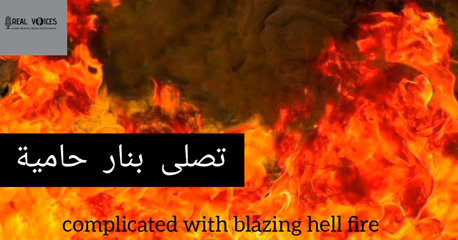 REAL VOICES
تصلى بنار حامية
complicated with blazing hell fire